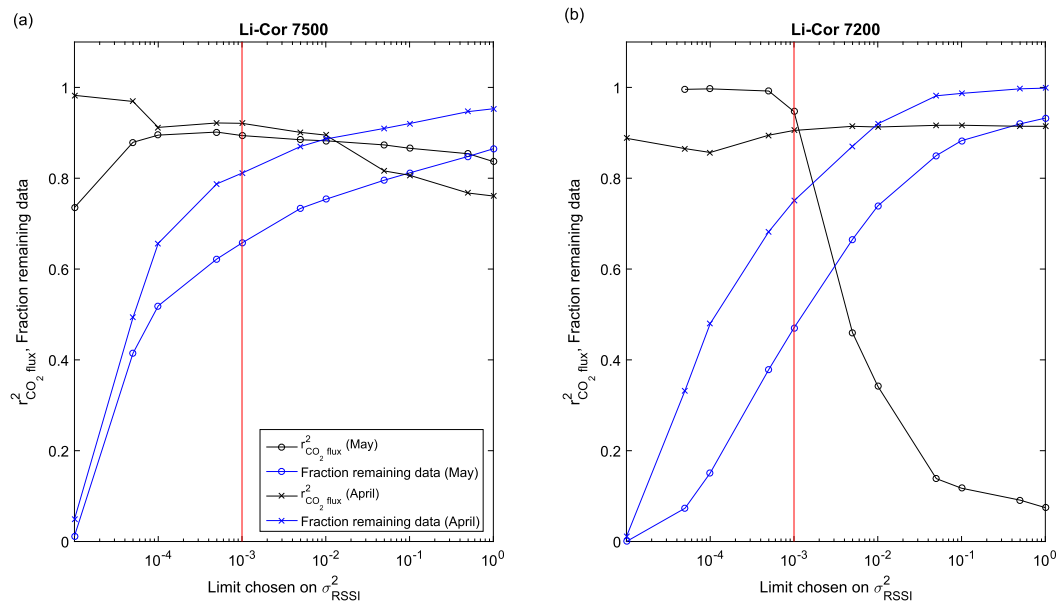 (a)
Li-Cor 7500
1
0.8
0.6
0.4
0.2
0
r²CO₂ flux, Fraction remaining data
10⁻⁴
10⁻³
10⁻²
10⁻¹
10⁰
Limit chosen on σ²RSSI
r²CO₂ flux (May)
Fraction remaining data (May)
r²CO₂ flux (April)
Fraction remaining data (April)
(b)
Li-Cor 7200
1
0.8
0.6
0.4
0.2
0
r²CO₂ flux, Fraction remaining data
10⁻⁴
10⁻³
10⁻²
10⁻¹
10⁰
Limit chosen on σ²RSSI